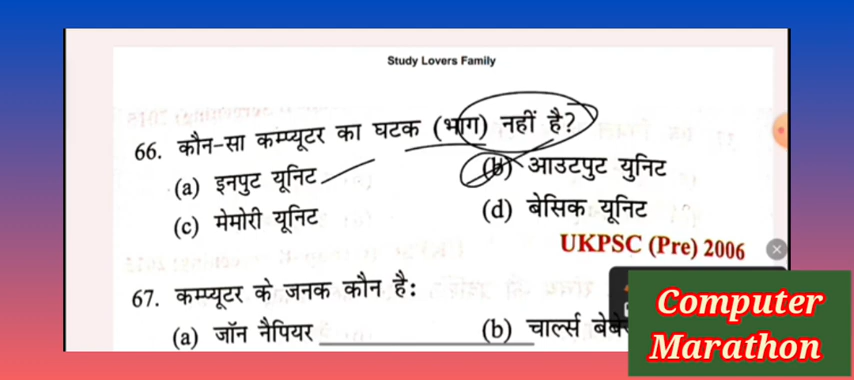 Study Lovers Family
66. कौन-सा कम्प्यूटर का घटक (भाग) नहीं है?
(a) इनपुट यूनिट (b) आउटपुट युनिट
(c) मेमोरी यूनिट (d) बेसिक यूनिट
UKPSC (Pre) 2006
67. कम्प्यूटर के जनक कौन है:
(a) जॉन नैपियर (b) चार्ल्स
Computer
Marathon